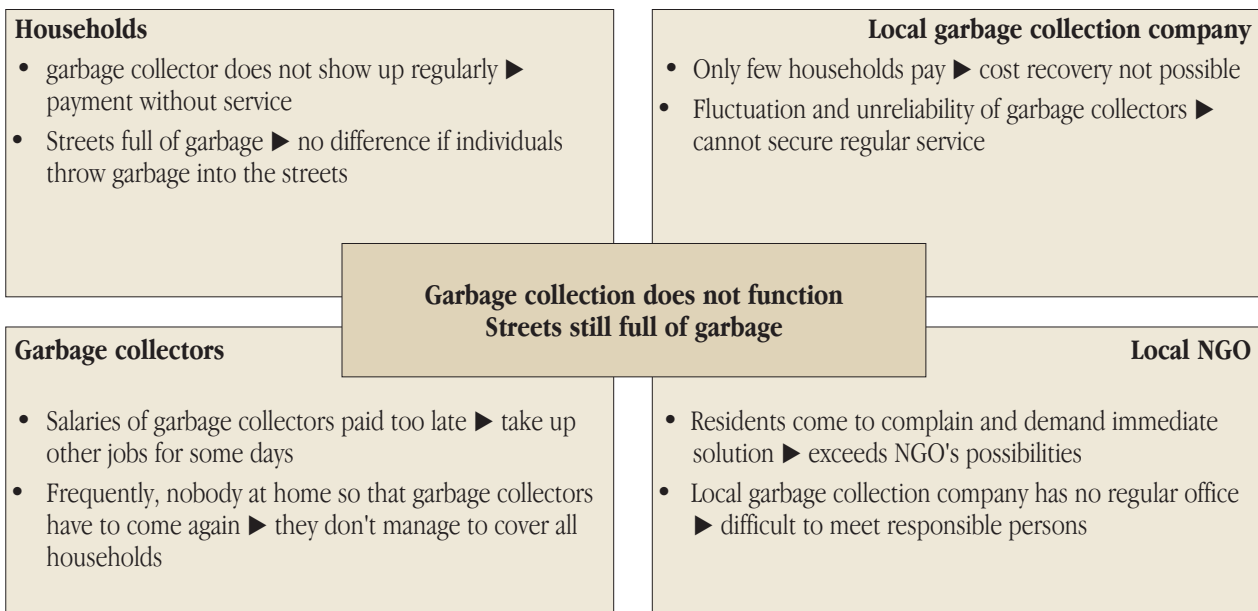 Households
• garbage collector does not show up regularly ▶
payment without service
• Streets full of garbage ▶ no difference if individuals
throw garbage into the streets
Local garbage collection company
• Only few households pay ▶ cost recovery not possible
• Fluctuation and unreliability of garbage collectors ▶
cannot secure regular service
Garbage collection does not function
Streets still full of garbage
Garbage collectors
• Salaries of garbage collectors paid too late ▶ take up
other jobs for some days
• Frequently, nobody at home so that garbage collectors
have to come again ▶ they don't manage to cover all
households
Local NGO
• Residents come to complain and demand immediate
solution ▶ exceeds NGO's possibilities
• Local garbage collection company has no regular office
▶ difficult to meet responsible persons